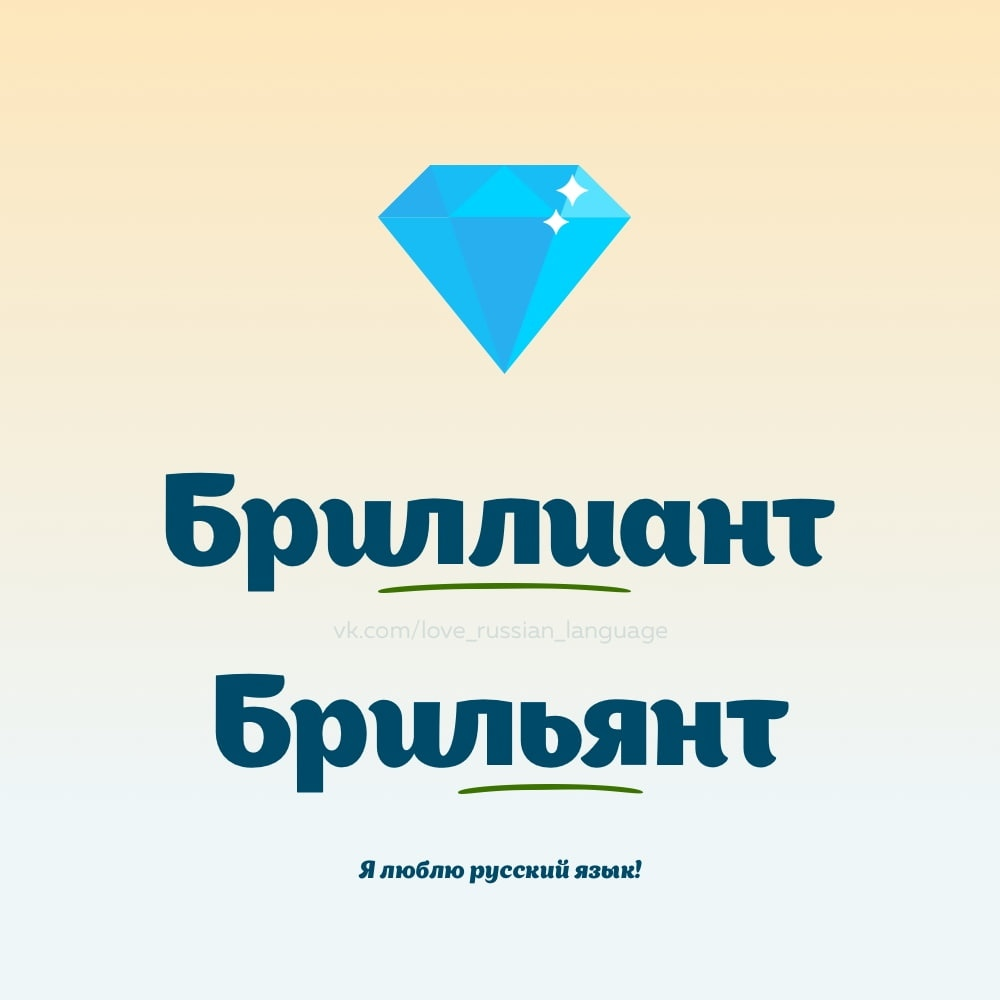 Бриллиант
vk.com/love_russian_language
Брильянт
Я люблю русский язык!